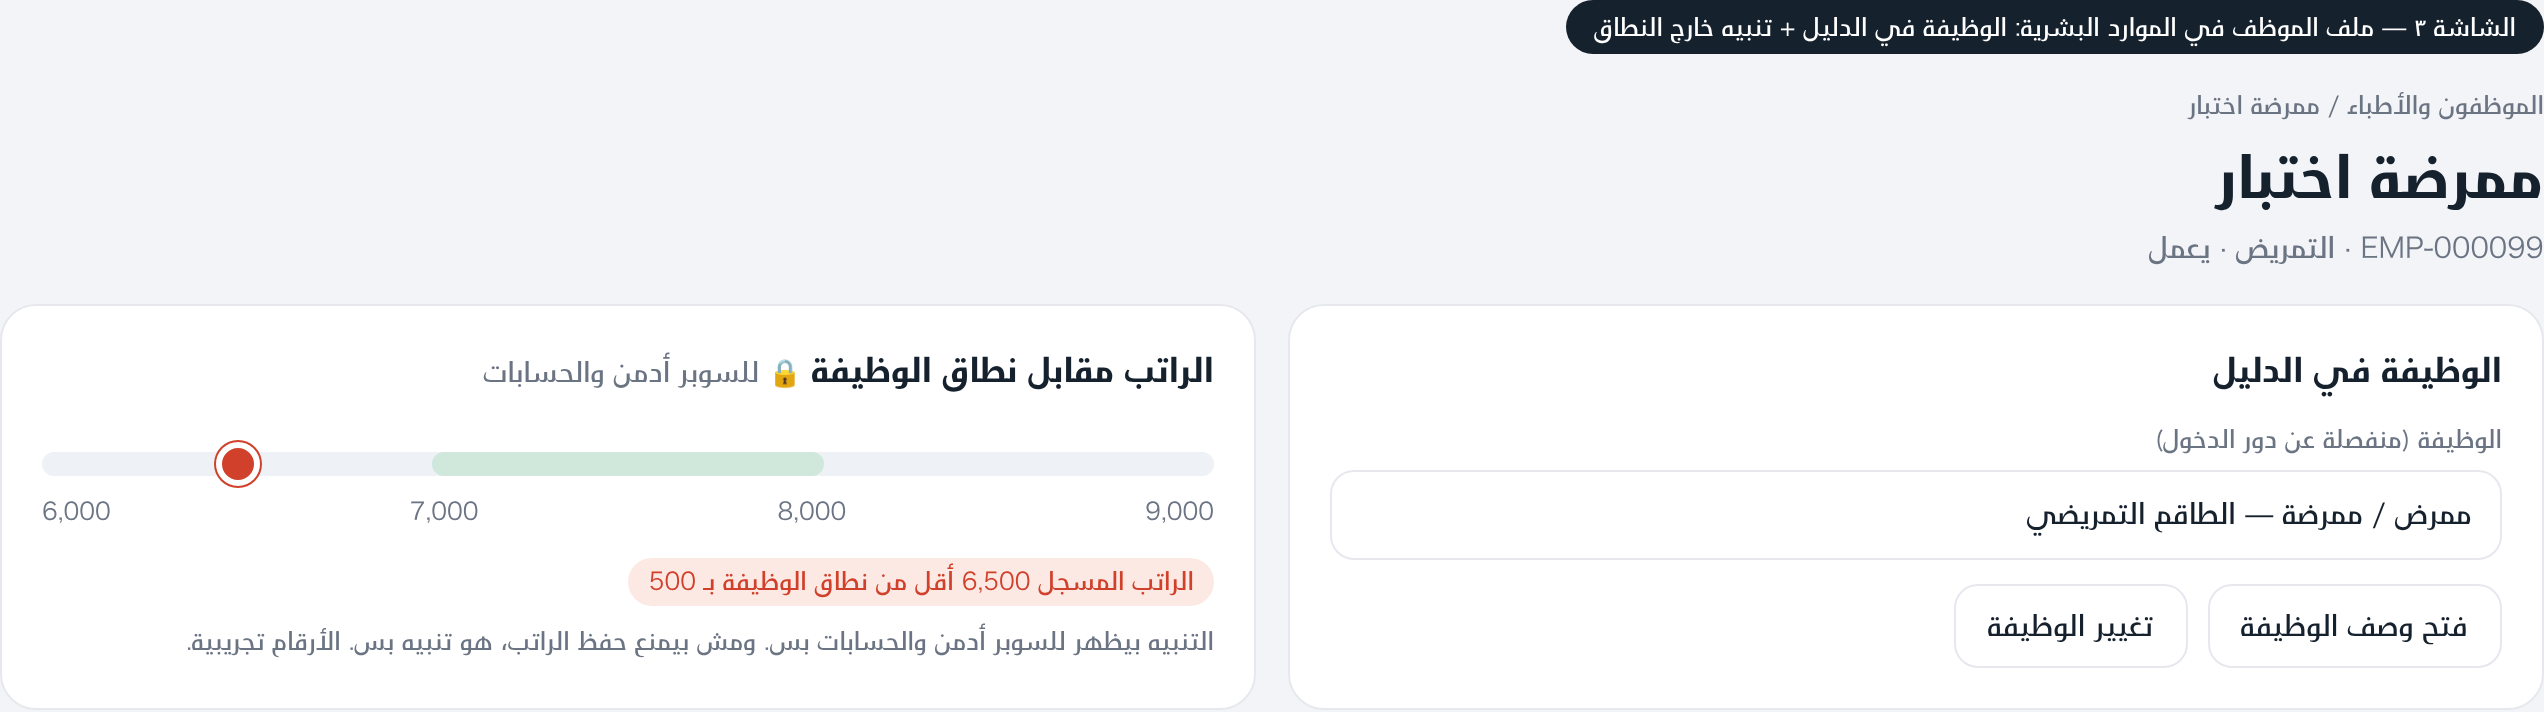 الشاشة ٣ — ملف الموظف في الموارد البشرية: الوظيفة في الدليل + تنبيه خارج النطاق
الموظفون والأطباء / ممرضة اختبار
ممرضة اختبار
EMP-000099 · التمريض · يعمل
الوظيفة في الدليل
الوظيفة (منفصلة عن دور الدخول)
ممرض / ممرضة — الطاقم التمريضي
فتح وصف الوظيفة
تغيير الوظيفة
الراتب مقابل نطاق الوظيفة 🔒 للسوبر أدمن والحسابات
9,000 8,000 7,000 6,000
الراتب المسجل 6,500 أقل من نطاق الوظيفة بـ 500
التنبيه بيظهر للسوبر أدمن والحسابات بس. ومش بيمنع حفظ الراتب، هو تنبيه بس. الأرقام تجريبية.